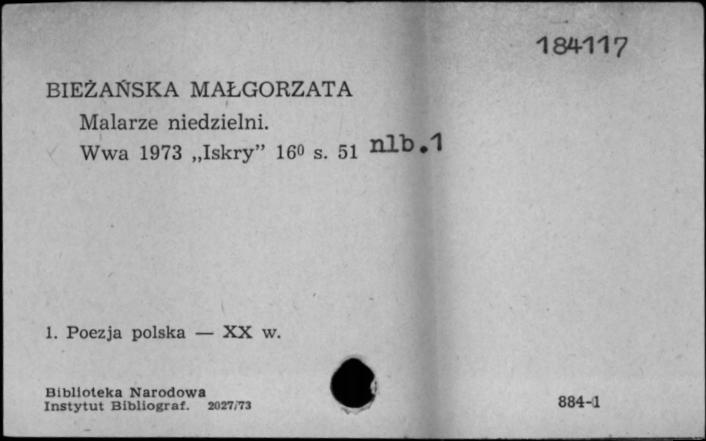 184117
BIEŻAŃSKA MAŁGORZATA
Malarze niedzielni.
Wwa 1973 „Iskry” 16⁰ s. 51 nlb.1
1. Poezja polska — XX w.
Biblioteka Narodowa
Instytut Bibliograf. 2027/73
884-1